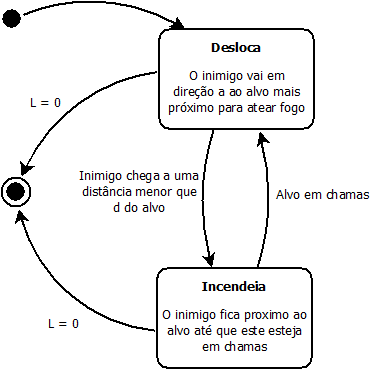 Desloca
O inimigo vai em
direção a ao alvo mais
próximo para atear fogo
L = 0
Inimigo chega a uma
distância menor que
d do alvo
Alvo em chamas
Incendeia
O inimigo fica proximo ao
alvo até que este esteja
em chamas
L = 0